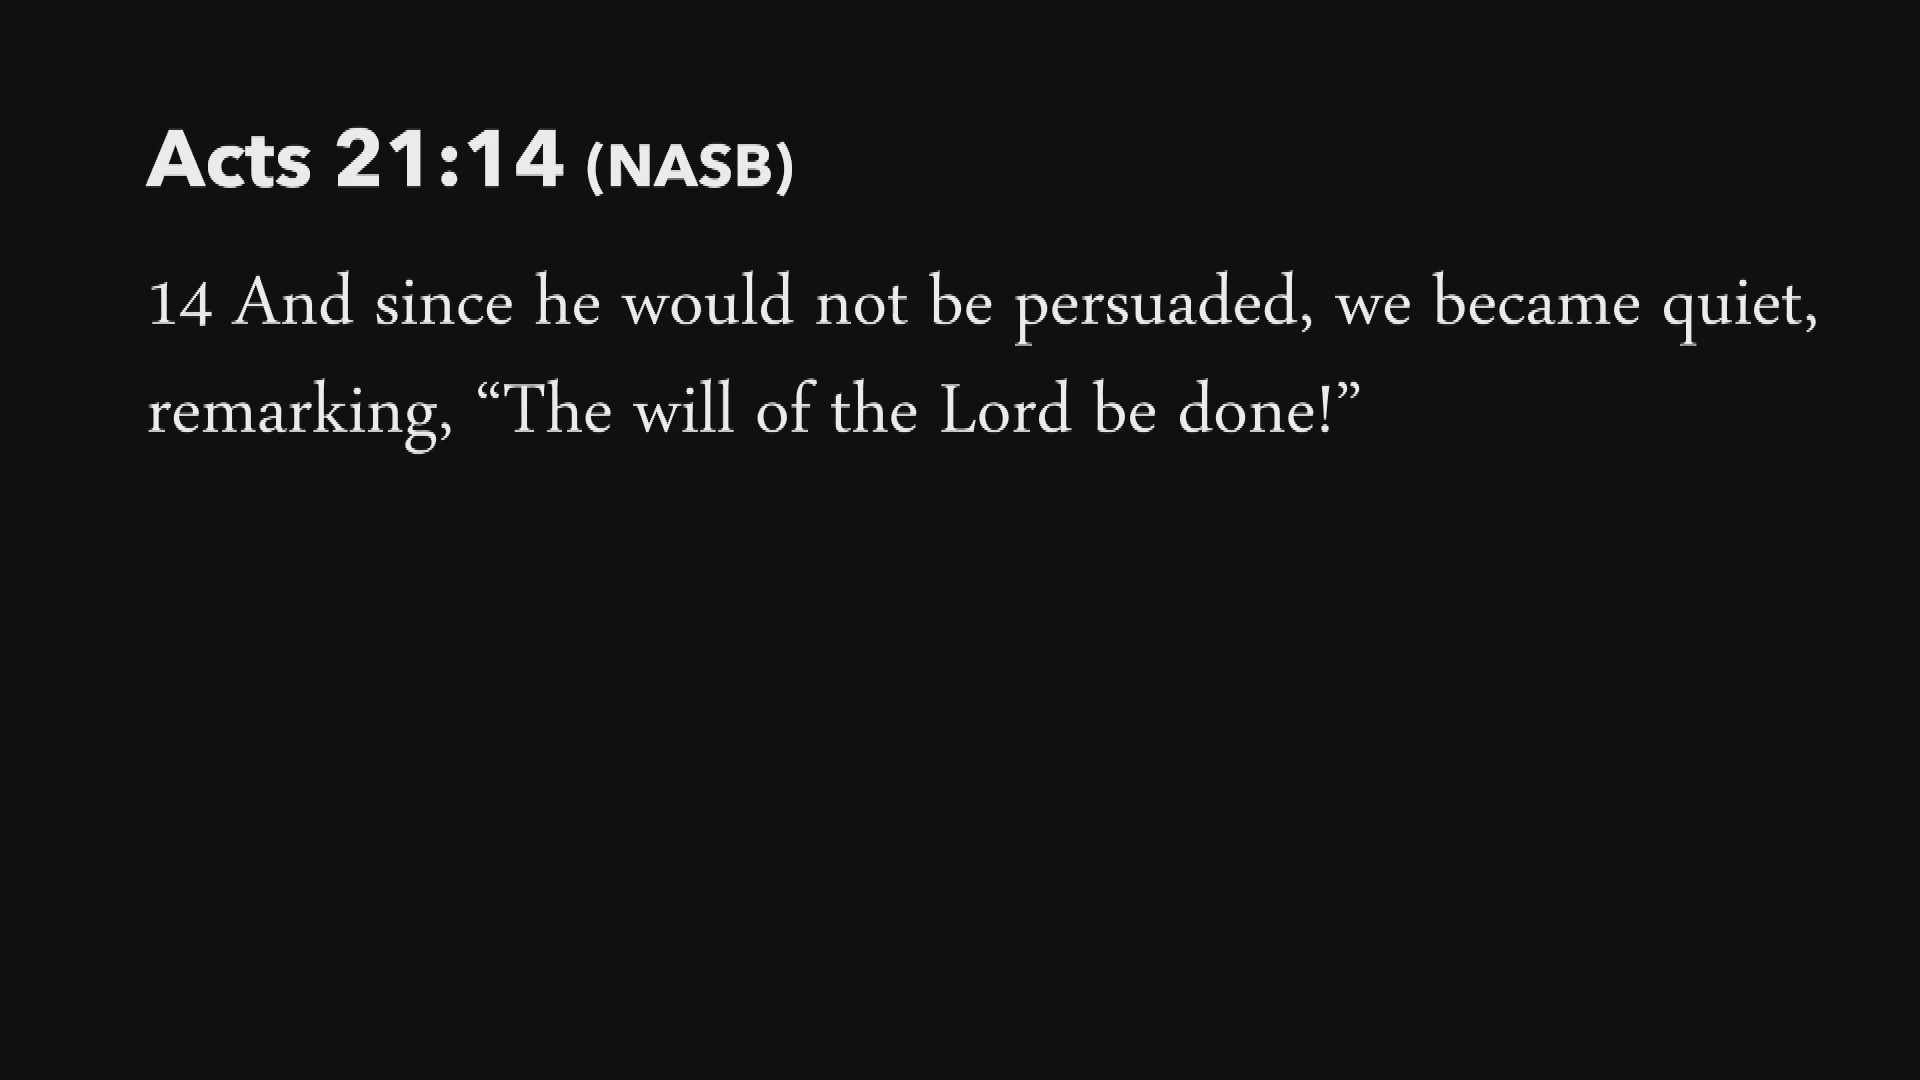 Acts 21:14 (NASB)
14 And since he would not be persuaded, we became quiet,
remarking, “The will of the Lord be done!”